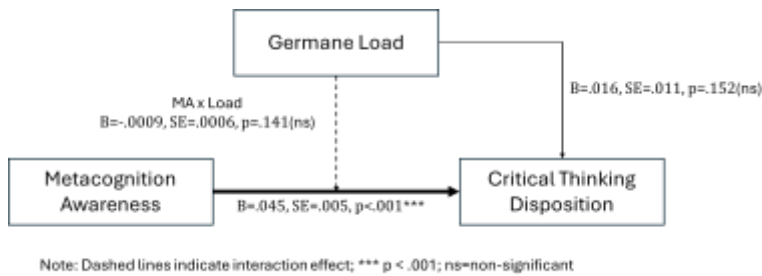 Germane Load
B=.016, SE=.011, p=.152(ns)
MA x Load
B=-.0009, SE=.0006, p=.141(ns)
Metacognition
Awareness
B=.045, SE=.005, p<.001***
Critical Thinking
Disposition
Note: Dashed lines indicate interaction effect; *** p < .001; ns=non-significant